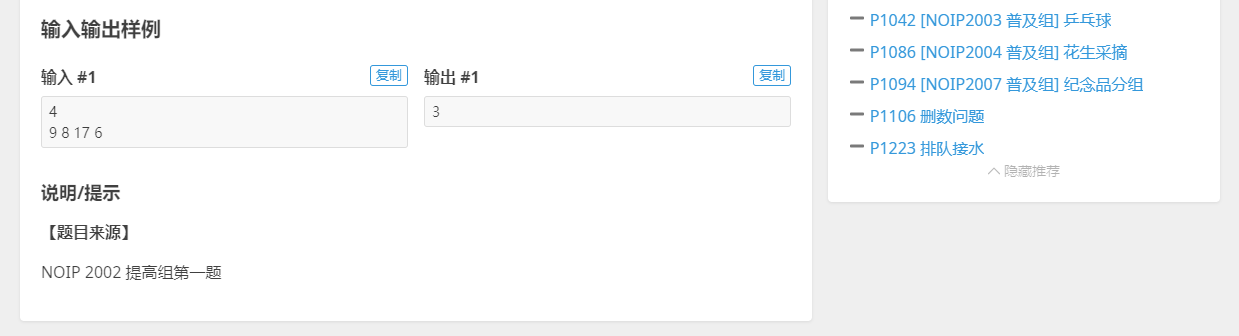 输入输出样例
输入 #1
复制
4
9 8 17 6
输出 #1
复制
3
说明/提示
【题目来源】
NOIP 2002 提高组第一题
P1042 [NOIP2003 普及组] 乒乓球
P1086 [NOIP2004 普及组] 花生采摘
P1094 [NOIP2007 普及组] 纪念品分组
P1106 删数问题
P1223 排队接水
隐藏推荐